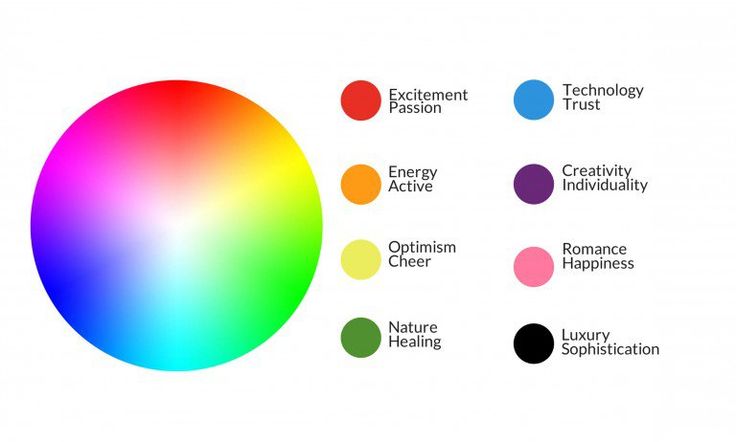 Excitement
Passion
Energy
Active
Optimism
Cheer
Nature
Healing
Technology
Trust
Creativity
Individuality
Romance
Happiness
Luxury
Sophistication